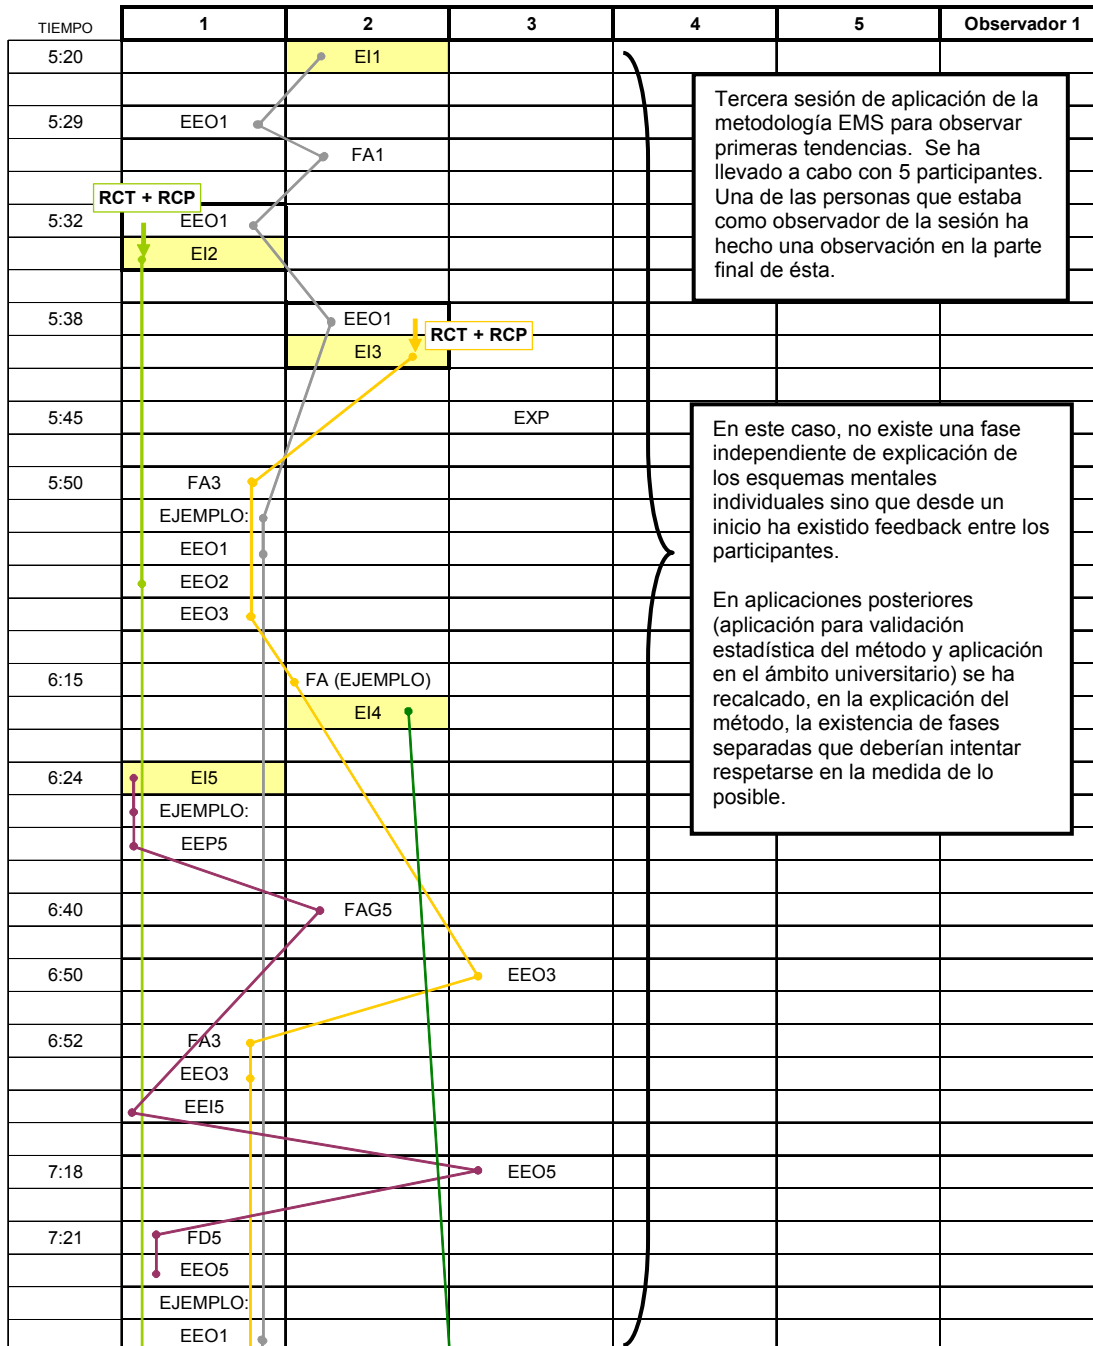 TIEMPO 1 2 3 4 5 Observador 1
5:20 EI1
Tercera sesión de aplicación de la
metodología EMS para observar
primeras tendencias. Se ha
llevado a cabo con 5 participantes.
Una de las personas que estaba
como observador de la sesión ha
hecho una observación en la parte
final de ésta.
5:29 EEO1
FA1
RCT + RCP
5:32 EEO1
EI2
5:38 EEO1
RCT + RCP
EI3
5:45 EXP
En este caso, no existe una fase
independiente de explicación de
los esquemas mentales
individuales sino que desde un
inicio ha existido feedback entre los
participantes.
En aplicaciones posteriores
(aplicación para validación
estadística del método y aplicación
en el ámbito universitario) se ha
recalcado, en la explicación del
método, la existencia de fases
separadas que deberían intentar
respetarse en la medida de lo
posible.
5:50 FA3
EJEMPLO:
EEO1
EEO2
EEO3
6:15 FA (EJEMPLO)
EI4
6:24 EI5
EJEMPLO:
EEP5
6:40 FAG5
6:50 EEO3
6:52 FA3
EEO3
EEI5
7:18 EEO5
7:21 FD5
EEO5
EJEMPLO:
EEO1